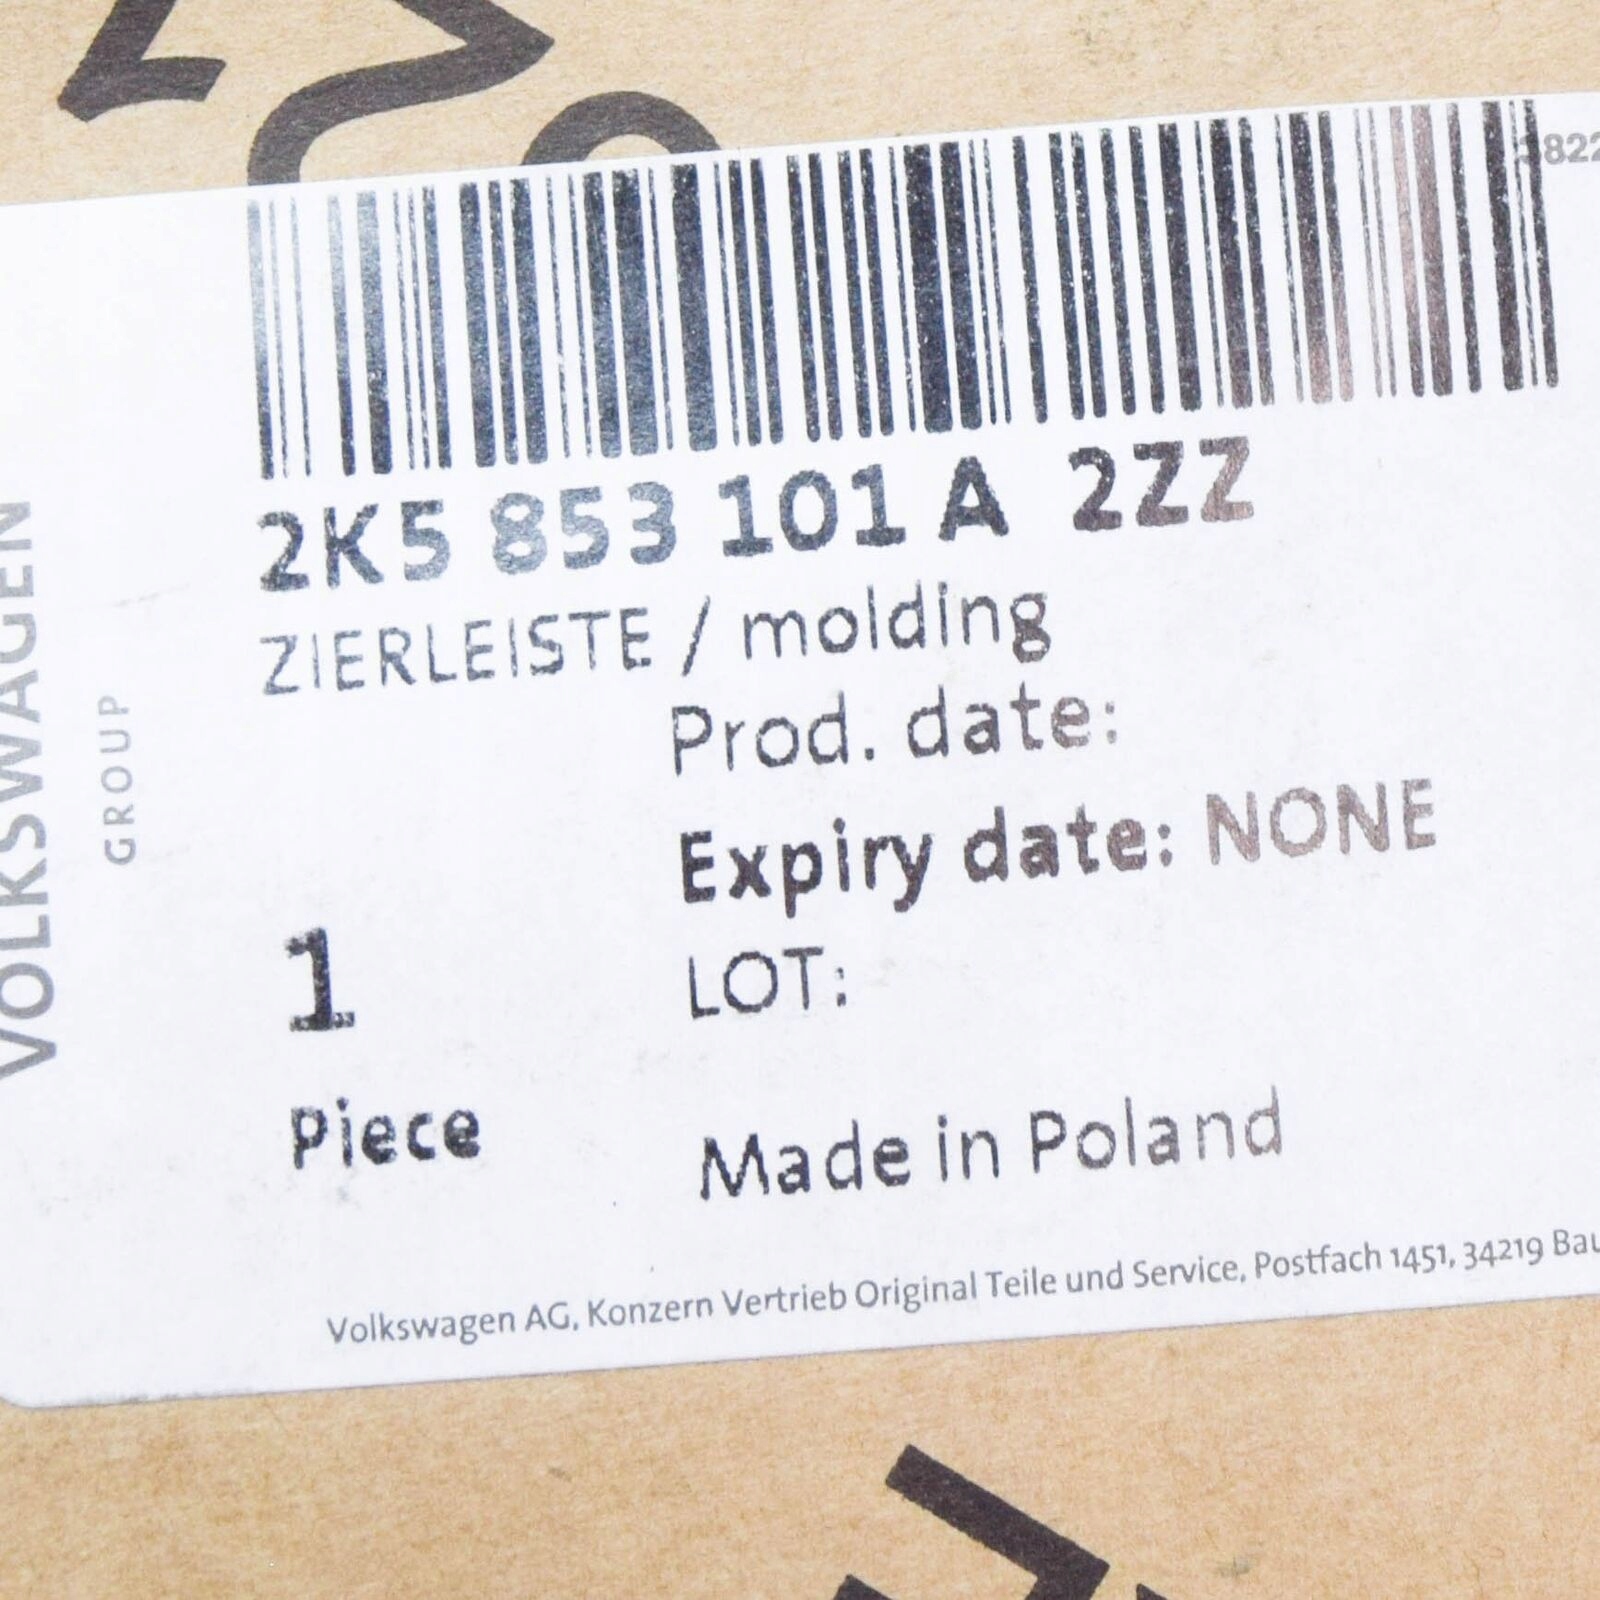 2K5 853 101 A 2ZZ
ZIERLEISTE / molding
Prod. date:
Expiry date: NONE
LOT:
1
Piece
Made in Poland
Volkswagen AG, Konzern Vertrieb Original Teile und Service, Postfach 1451, 34219
VOLKSWAGEN
GROUP